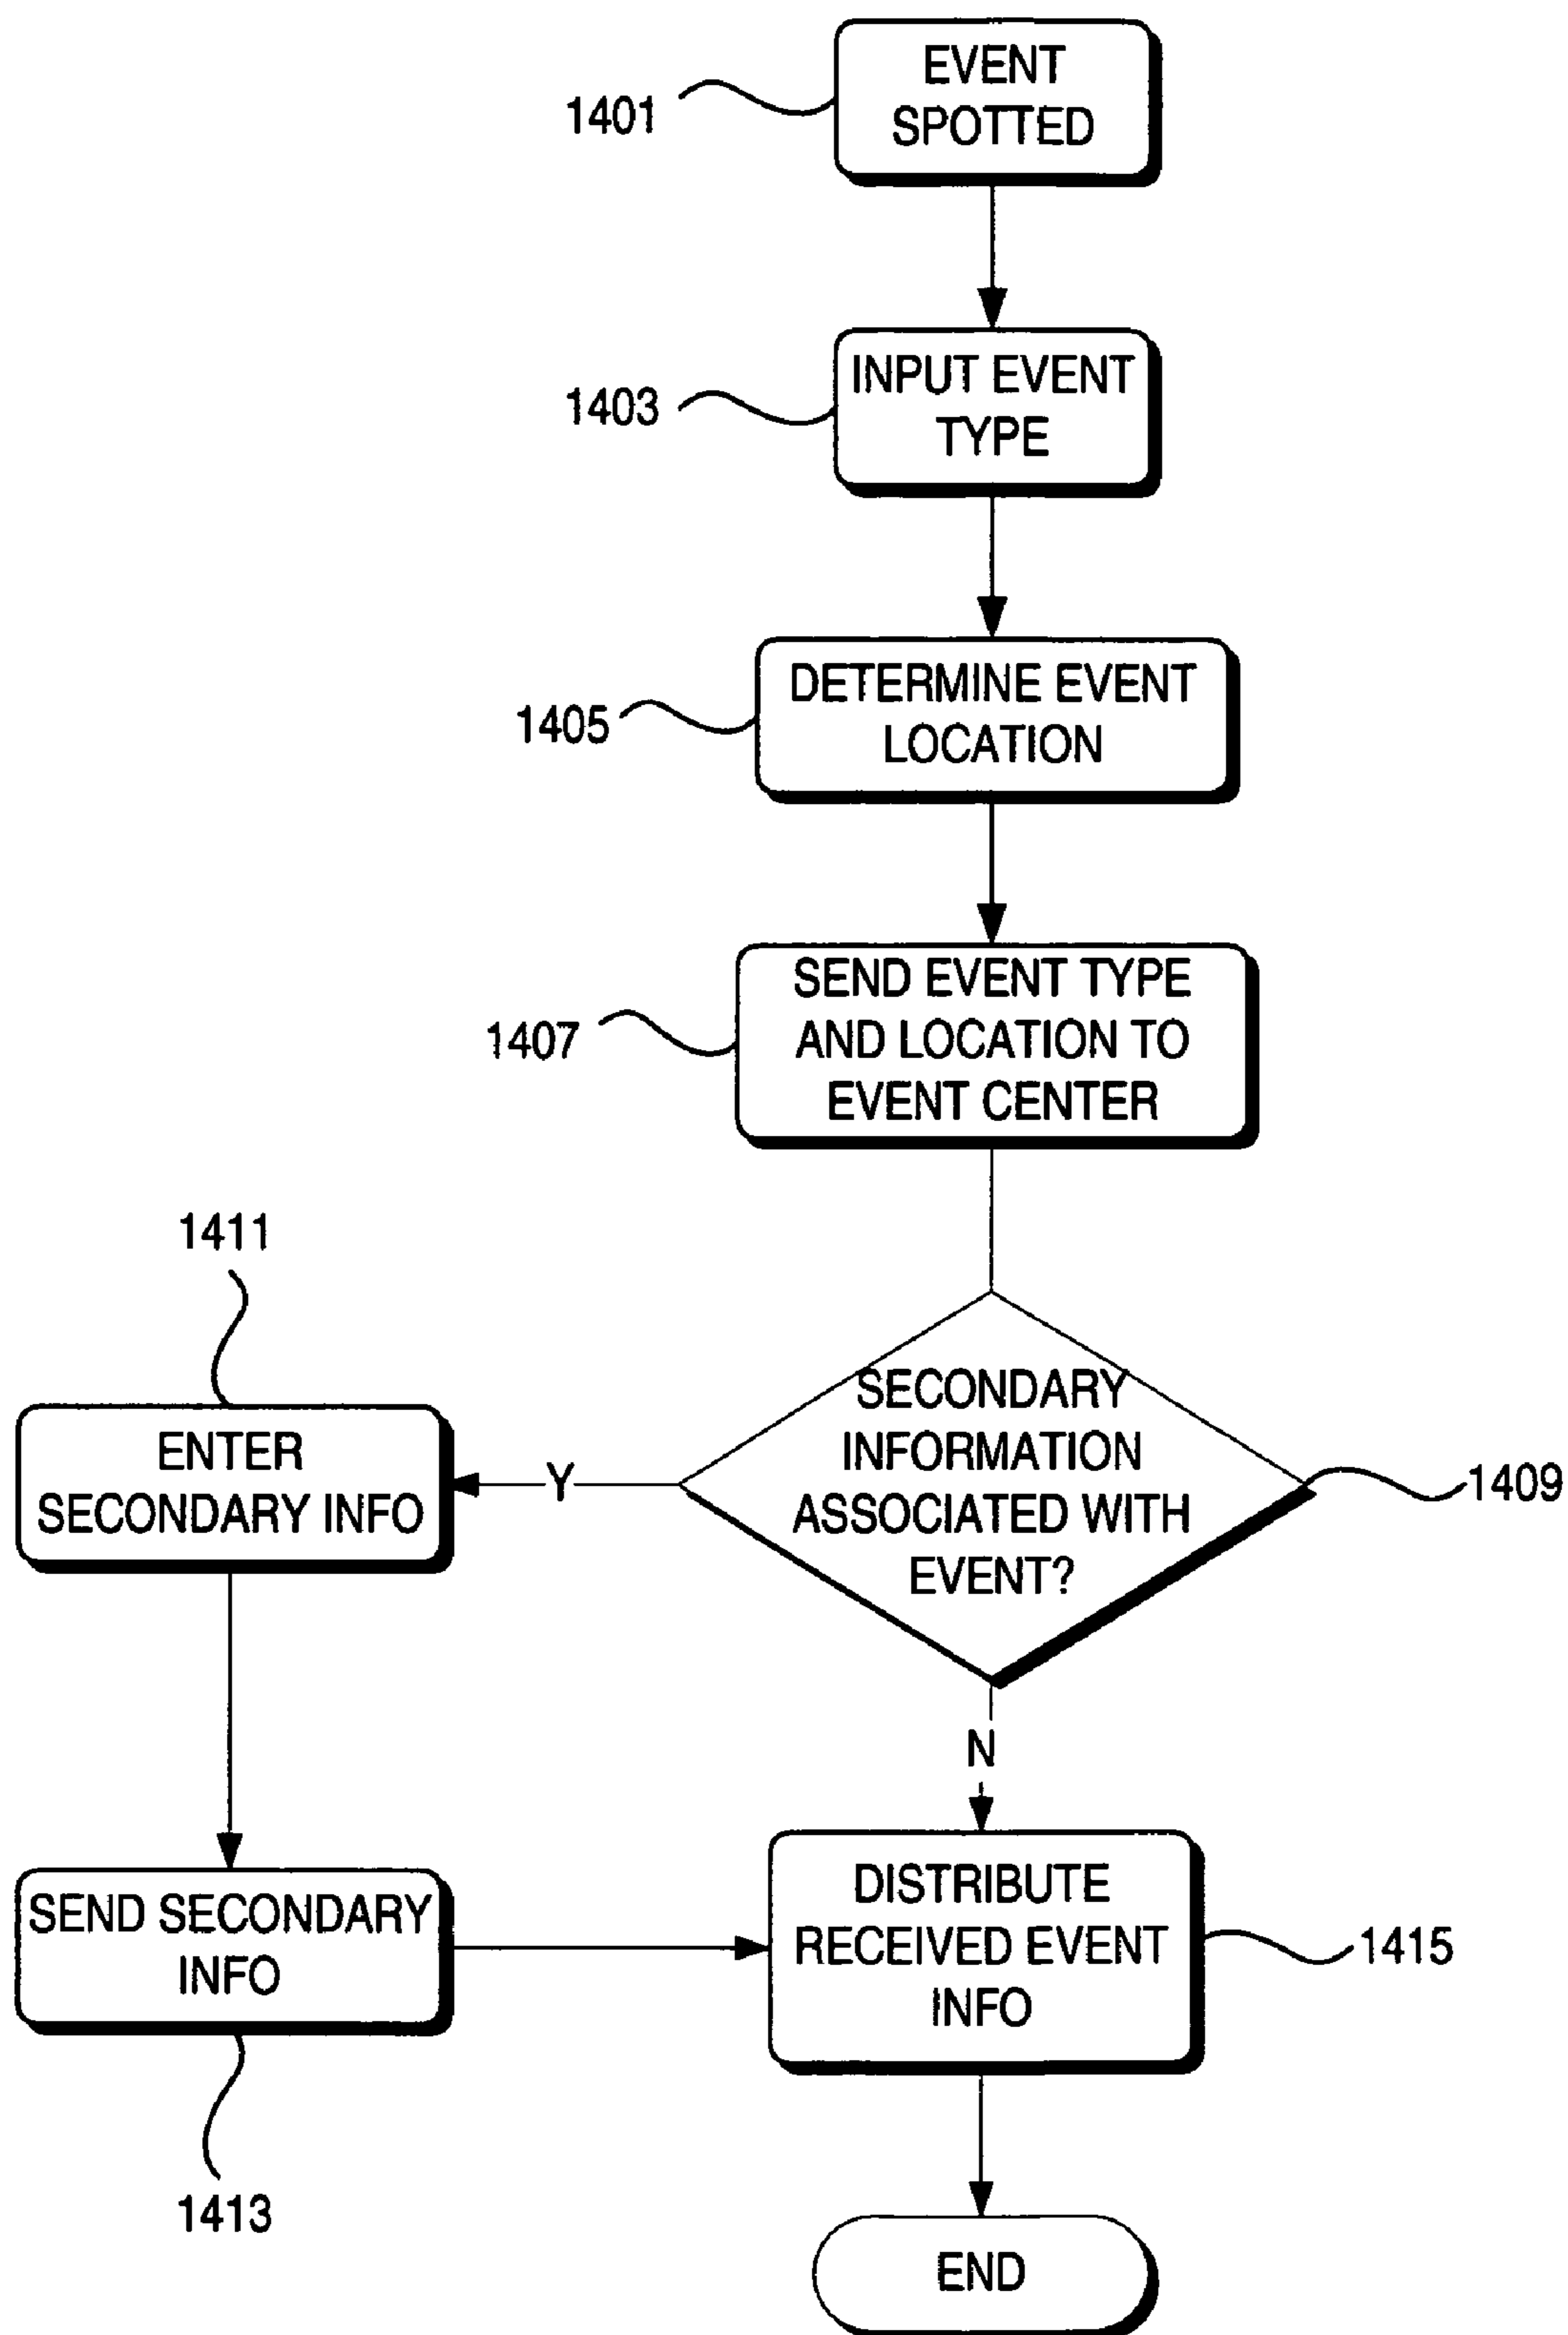 EVENT
SPOTTED
1401
INPUT EVENT
TYPE
1403
DETERMINE EVENT
LOCATION
1405
SEND EVENT TYPE
AND LOCATION TO
EVENT CENTER
1407
SECONDARY
INFORMATION
ASSOCIATED WITH
EVENT?
1409
Y
1411
ENTER
SECONDARY INFO
N
SEND SECONDARY
INFO
1413
DISTRIBUTE
RECEIVED EVENT
INFO
1415
END